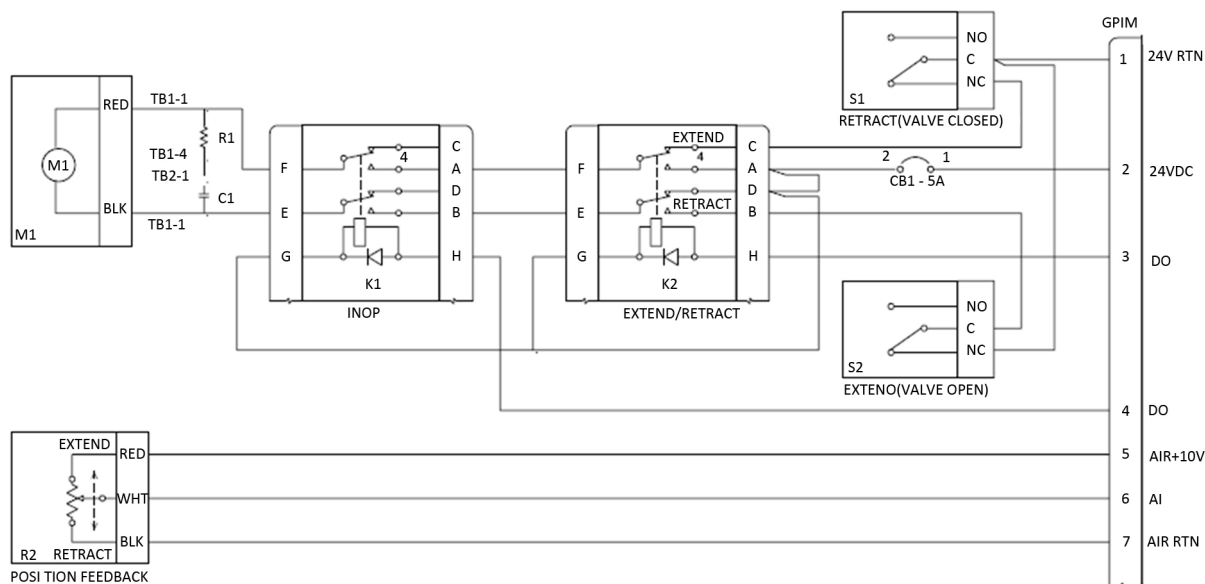 GPIM
NO
C
NC
S1
RETRACT(VALVE CLOSED)
1
24V RTN
RED
TB1-1
R1
TB1-4
TB2-1
C1
M1
BLK
TB1-1
M1
F
E
G
4
C
A
D
B
H
K1
INOP
F
E
G
EXTEND
4
RETRACT
C
A
D
B
H
K2
EXTEND/RETRACT
2
1
CB1 - 5A
2
24VDC
3
DO
NO
C
NC
S2
EXTENO(VALVE OPEN)
4
DO
EXTEND
RED
WHT
BLK
R2
RETRACT
POSI TION FEEDBACK
5
AIR+10V
6
AI
7
AIR RTN